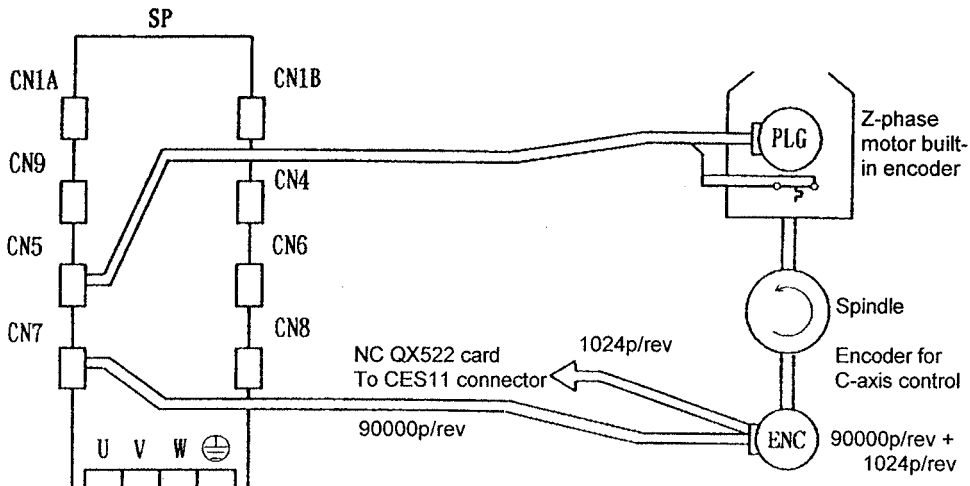 SP
CN1A
CN1B
CN9
CN4
CN5
CN6
CN7
CN8
U V W
PLG
Z-phase
motor built-
in encoder
Spindle
Encoder for
C-axis control
NC QX522 card
To CES11 connector
1024p/rev
90000p/rev
ENC
90000p/rev +
1024p/rev